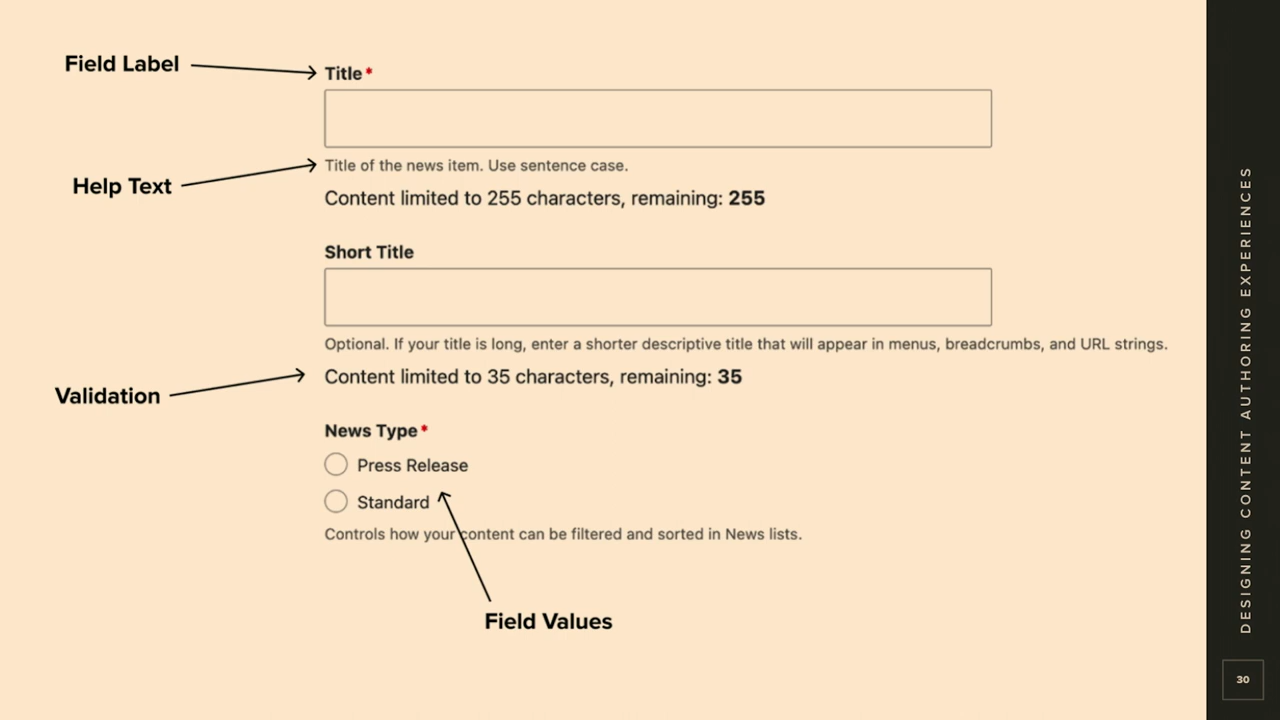 Field Label
Title *
Help Text
Title of the news item. Use sentence case.
Content limited to 255 characters, remaining: 255
Short Title
Optional. If your title is long, enter a shorter descriptive title that will appear in menus, breadcrumbs, and URL strings.
Validation
Content limited to 35 characters, remaining: 35
News Type *
Press Release
Standard
Controls how your content can be filtered and sorted in News lists.
Field Values
DESIGNING CONTENT AUTHORING EXPERIENCES
30